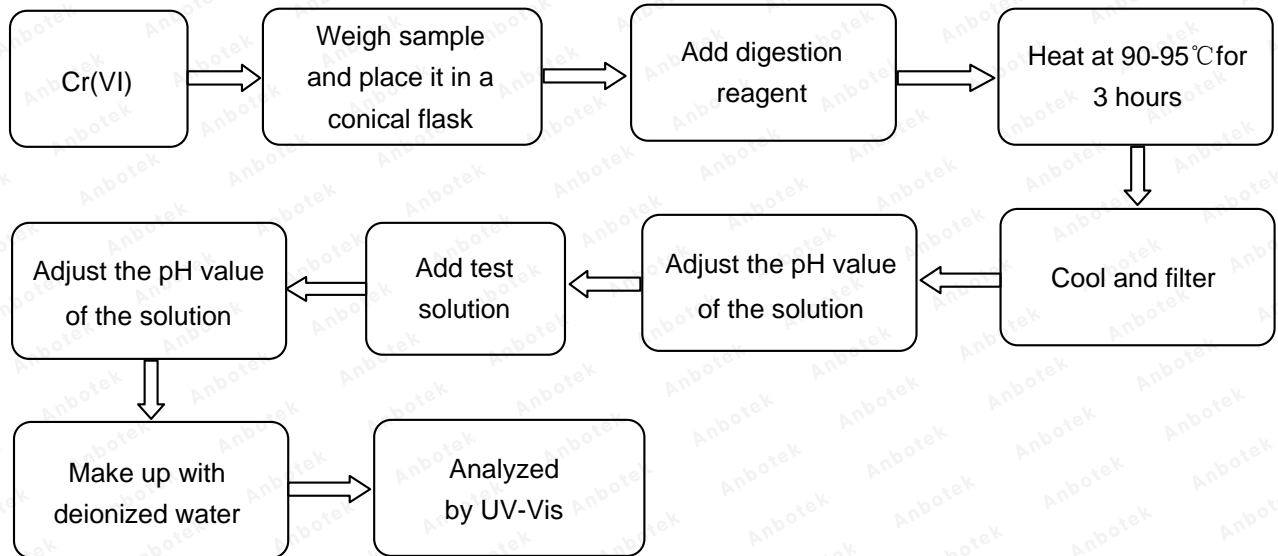 Cr(VI)
Weigh sample
and place it in a
conical flask
Add digestion
reagent
Heat at 90-95℃for
3 hours
Cool and filter
Adjust the pH value
of the solution
Add test
solution
Adjust the pH value
of the solution
Make up with
deionized water
Analyzed
by UV-Vis
Anbotek